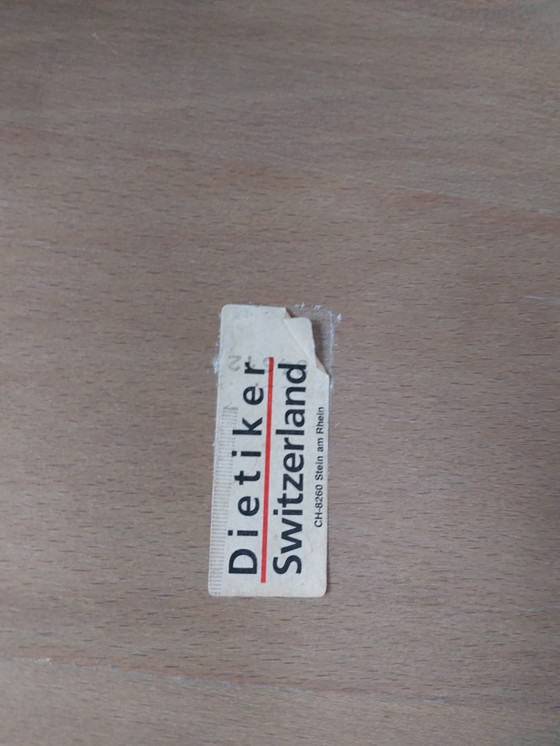 Dietiker
Switzerland
CH-8260 Stein am Rhein